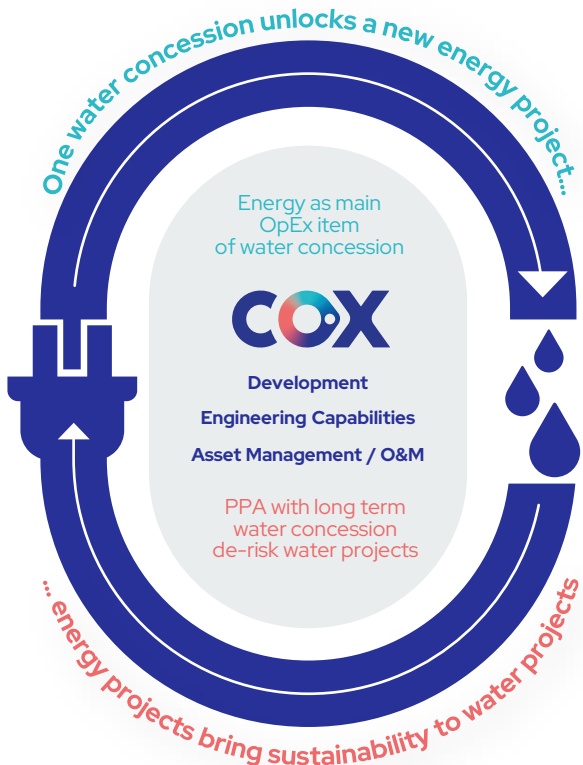 One water concession unlocks a new energy project...
Energy as main
OpEx item
of water concession
COX
Development
Engineering Capabilities
Asset Management / O&M
PPA with long term
water concession
de-risk water projects
... energy projects bring sustainability to water projects